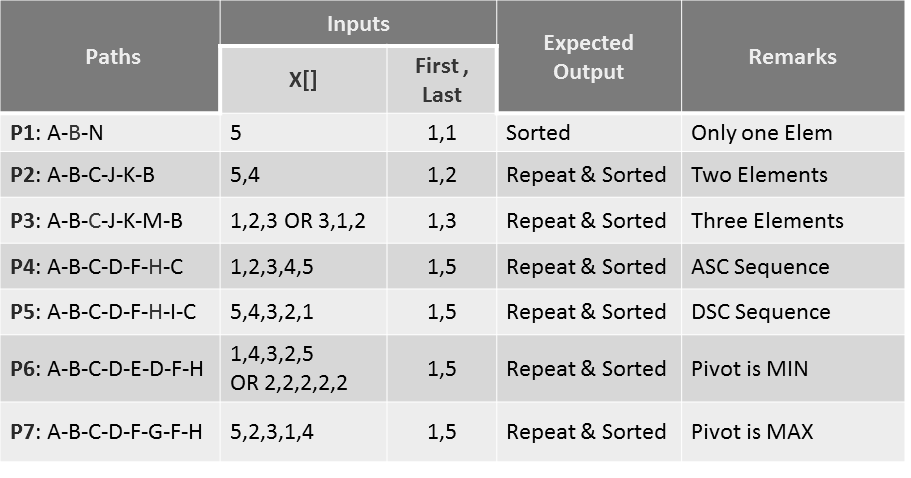 Paths Inputs Expected Output Remarks
X[] First , Last
P1: A-B-N 5 1,1 Sorted Only one Elem
P2: A-B-C-J-K-B 5,4 1,2 Repeat & Sorted Two Elements
P3: A-B-C-J-K-M-B 1,2,3 OR 3,1,2 1,3 Repeat & Sorted Three Elements
P4: A-B-C-D-F-H-C 1,2,3,4,5 1,5 Repeat & Sorted ASC Sequence
P5: A-B-C-D-F-H-I-C 5,4,3,2,1 1,5 Repeat & Sorted DSC Sequence
P6: A-B-C-D-E-D-F-H 1,4,3,2,5 OR 2,2,2,2,2 1,5 Repeat & Sorted Pivot is MIN
P7: A-B-C-D-F-G-F-H 5,2,3,1,4 1,5 Repeat & Sorted Pivot is MAX